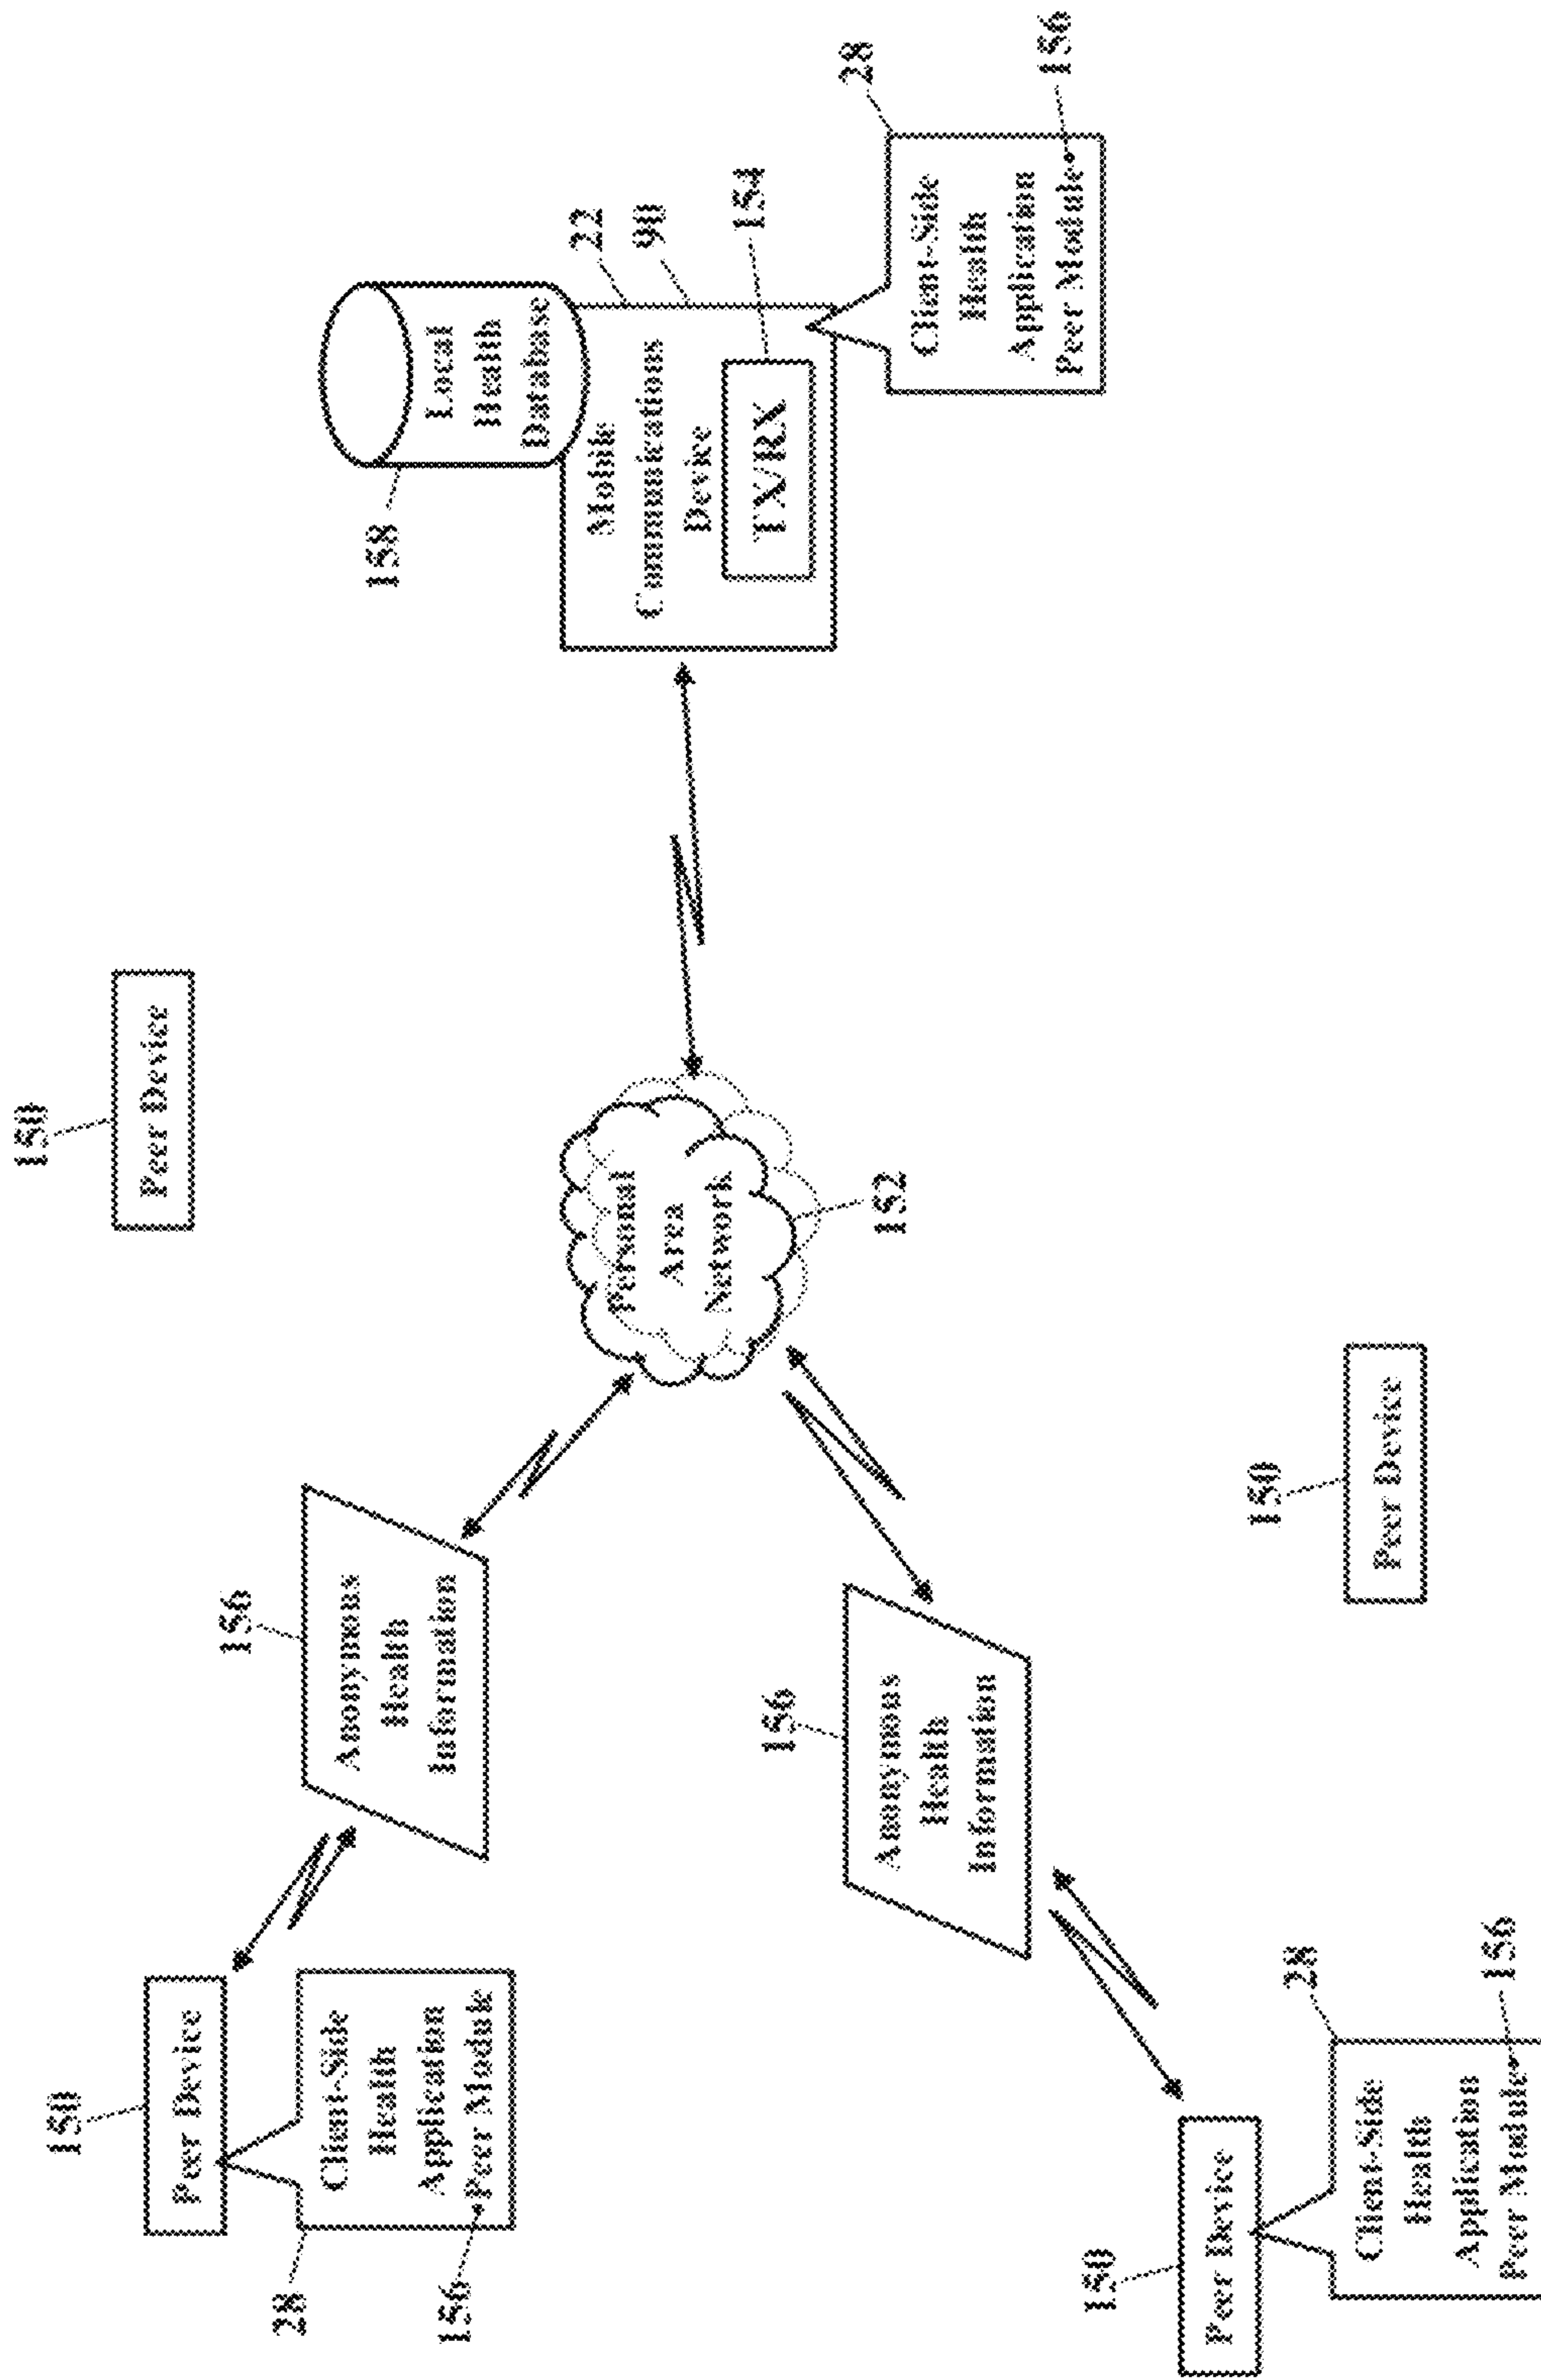 150
Peer Device
28
Client-Side
Health
Application
Peer Module
156
156
Anonymous
Health
Information
150
Peer Device
158
Local
Health
Database
22
90
Mobile
Communications
Device
154
TX/RX
28
Client-Side
Health
Application
Peer Module
156
Personal
Area
Network
152
156
Anonymous
Health
Information
150
Peer Device
28
Client-Side
Health
Application
Peer Module
156
150
Peer Device